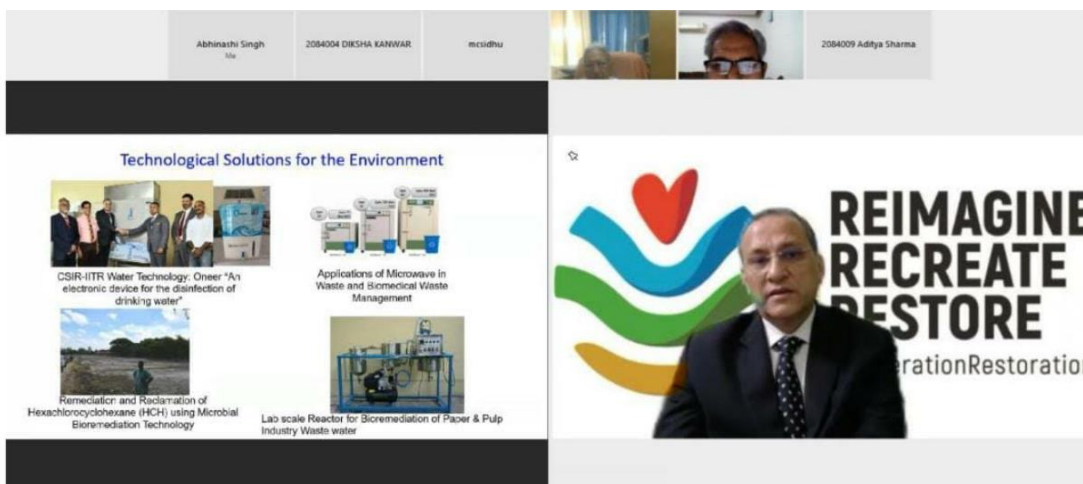 Abhinashi Singh
Me
2084004 DIKSHA KANWAR
mcsidhu
2084009 Aditya Sharma
Technological Solutions for the Environment
CSIR-IITR Water Technology: Oneer "An
electronic device for the disinfection of
drinking water"
Applications of Microwave in
Waste and Biomedical Waste
Management
Remediation and Reclamation of
Hexachlorocyclohexane (HCH) using Microbial
Bioremediation Technology
Lab scale Reactor for Bioremediation of Paper & Pulp
Industry Waste water
REIMAGINE
RECREATE
RESTORE
erationRestoration